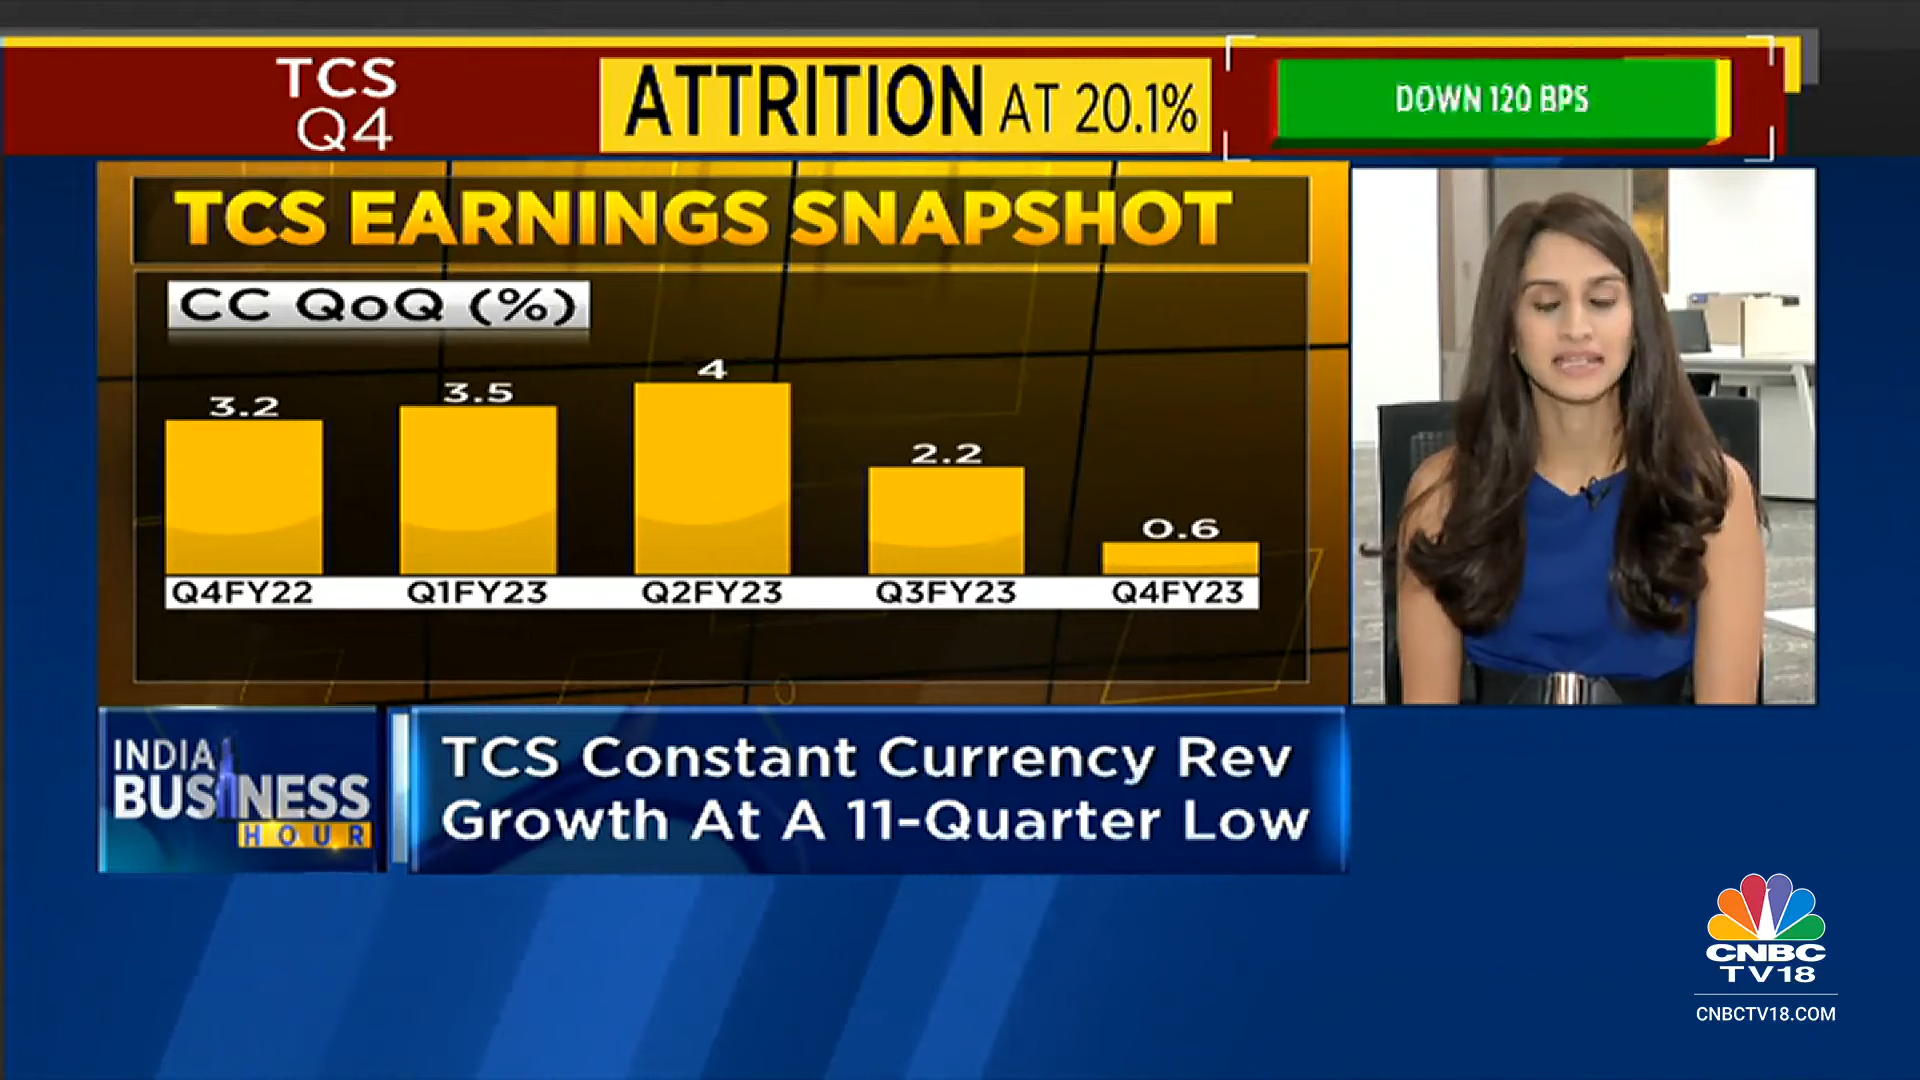 TCS
Q4
ATTRITION AT 20.1%
DOWN 120 BPS
TCS EARNINGS SNAPSHOT
CC QoQ (%)
3.2
3.5
4
2.2
0.6
Q4FY22
Q1FY23
Q2FY23
Q3FY23
Q4FY23
INDIA
BUSINESS
HOUR
TCS Constant Currency Rev
Growth At A 11-Quarter Low
CNBC
TV18
CNBCTV18.COM